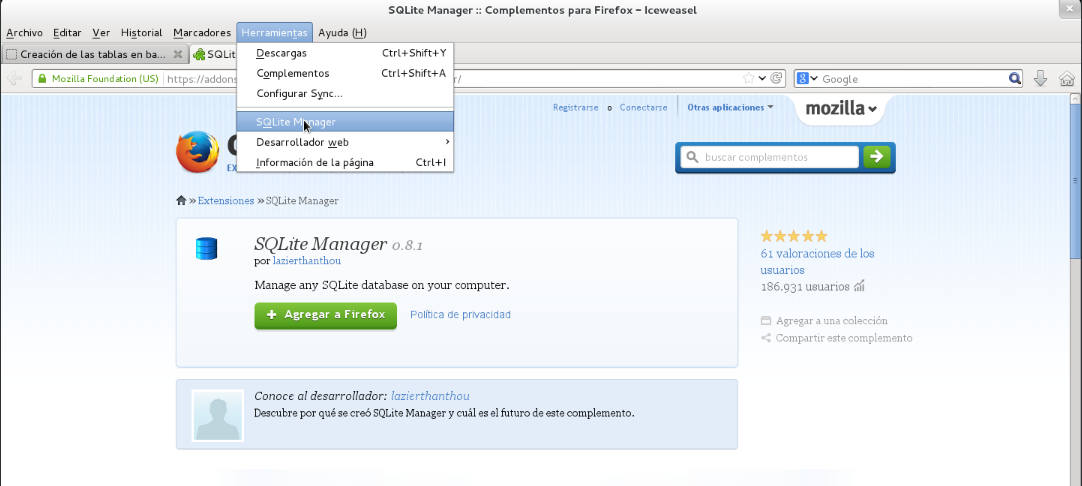 SQLite Manager :: Complementos para Firefox - Iceweasel
Archivo Editar Ver Historial Marcadores Herramientas Ayuda (H)
Creación de las tablas en ba... SQLit
Descargas Ctrl+Shift+Y
Complementos Ctrl+Shift+A
Configurar Sync...
SQLite Manager
Desarrollador web
Información de la página Ctrl+I
Mozilla Foundation (US) https://addons r/ Google
Registrarse o Conectarse Otras aplicaciones mozilla
buscar complementos
» Extensiones » SQLite Manager
SQLite Manager 0.8.1
por lazierthanthou
Manage any SQLite database on your computer.
+ Agregar a Firefox Política de privacidad
61 valoraciones de los
usuarios
186.931 usuarios
Agregar a una colección
Compartir este complemento
Conoce al desarrollador: lazierthanthou
Descubre por qué se creó SQLite Manager y cuál es el futuro de este complemento.